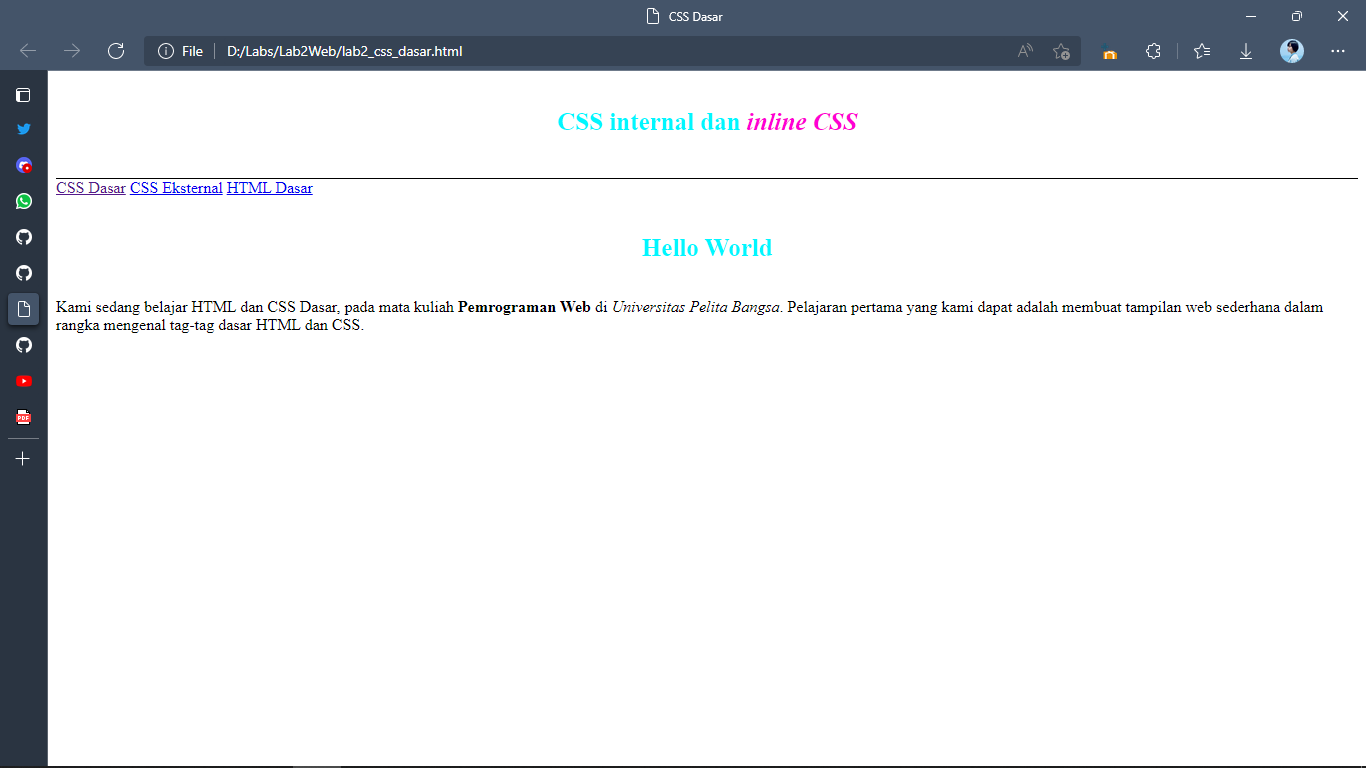 CSS Dasar
File D:/Labs/Lab2Web/lab2_css_dasar.html
CSS internal dan inline CSS
CSS Dasar CSS Eksternal HTML Dasar
Hello World
Kami sedang belajar HTML dan CSS Dasar, pada mata kuliah Pemrograman Web di Universitas Pelita Bangsa. Pelajaran pertama yang kami dapat adalah membuat tampilan web sederhana dalam
rangka mengenal tag-tag dasar HTML dan CSS.
PDF